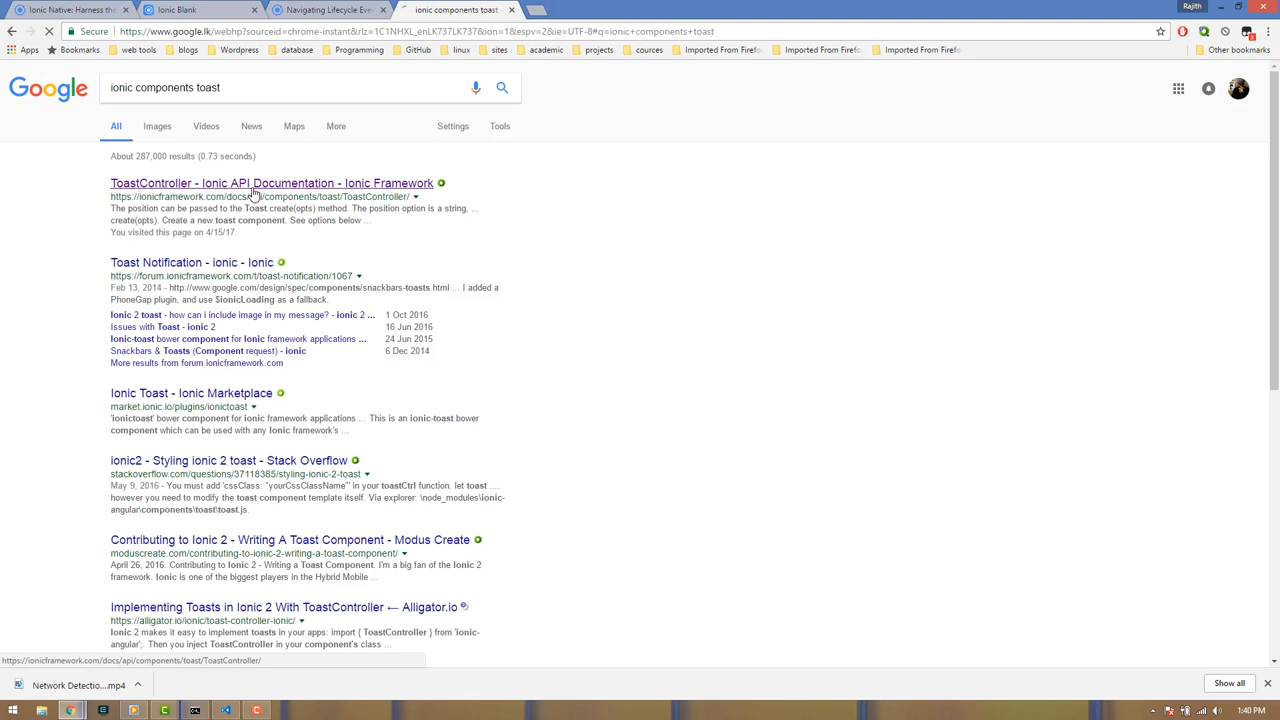 Ionic Native: Harness the
Ionic Blank
Navigating Lifecycle Eve
ionic components toast
Rajith
Secure
https://www.google.lk/webhp?sourceid=chrome-instant&rlz=1C1NHXL_enLK737LK737&ion=1&espv=2&ie=UTF-8#q=ionic+components+toast
Apps
Bookmarks
web tools
blogs
Wordpress
database
Programming
GitHub
linux
sites
academic
projects
cources
Imported From Firefo
Imported From Firefo
Imported From Firefo
Other bookmarks
Google
ionic components toast
All
Images
Videos
News
Maps
More
Settings
Tools
About 287,000 results (0.73 seconds)
ToastController - Ionic API Documentation - Ionic Framework
https://ionicframework.com/docs/api/components/toast/ToastController/
The position can be passed to the Toast.create(opts) method. The position option is a string, ...
create(opts). Create a new toast component. See options below ...
You visited this page on 4/15/17.
Toast Notification - ionic - Ionic
https://forum.ionicframework.com/t/toast-notification/1067
Feb 13, 2014 - http://www.google.com/design/spec/components/snackbars-toasts.html ... I added a
PhoneGap plugin, and use $ionicLoading as a fallback.
Ionic 2 toast - how can i include image in my message? - ionic 2 ... 1 Oct 2016
Issues with Toast - ionic 2 16 Jun 2016
Ionic-toast bower component for Ionic framework applications ... 24 Jun 2015
Snackbars & Toasts (Component request) - ionic 6 Dec 2014
More results from forum.ionicframework.com
Ionic Toast - Ionic Marketplace
market.ionic.io/plugins/ionictoast
'ionictoast' bower component for ionic framework applications ... This is an ionic-toast bower
component which can be used with any Ionic framework's ...
ionic2 - Styling ionic 2 toast - Stack Overflow
stackoverflow.com/questions/37118385/styling-ionic-2-toast
May 9, 2016 - You must add 'cssClass: "yourCssClassName"' in your toastCtrl function. let toast ....
however you need to modify the toast component template itself. Via explorer: \node_modules\ionic-
angular\components\toast\toast.js.
Contributing to Ionic 2 - Writing A Toast Component - Modus Create
moduscreate.com/contributing-to-ionic-2-writing-a-toast-component/
April 26, 2016. Contributing to Ionic 2 - Writing a Toast Component. I'm a big fan of the Ionic 2
framework. Ionic is one of the biggest players in the Hybrid Mobile ...
Implementing Toasts in Ionic 2 With ToastController ← Alligator.io
https://alligator.io/ionic/toast-controller-ionic/
Ionic 2 makes it easy to implement toasts in your apps: import { ToastController } from 'ionic-
angular';. Then you inject ToastController in your component's class ...
https://ionicframework.com/docs/api/components/toast/ToastController/
Network Detectio....mp4
Show all
1:40 PM